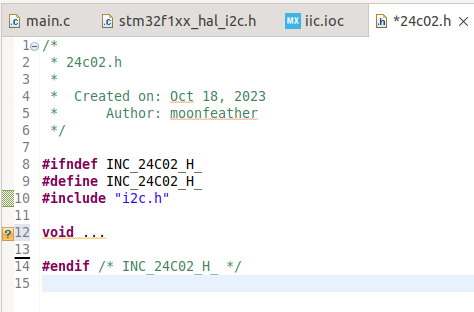 main.c stm32f1xx_hal_i2c.h MX iic.ioc *24c02.h
1 /*
2 * 24c02.h
3 *
4 * Created on: Oct 18, 2023
5 * Author: moonfeather
6 */
7
8 #ifndef INC_24C02_H_
9 #define INC_24C02_H_
10 #include "i2c.h"
11
12 void ...
13
14 #endif /* INC_24C02_H_ */
15